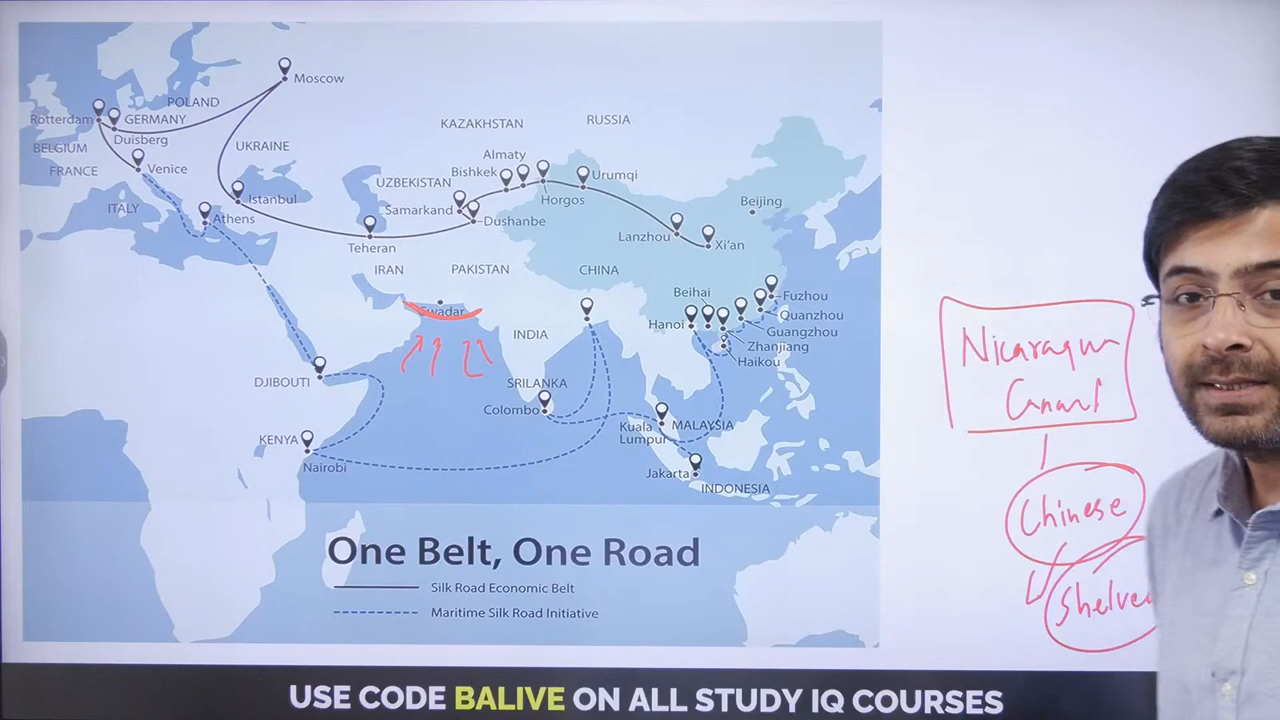 Moscow
POLAND
Rotterdam
GERMANY
Duisberg
BELGIUM
FRANCE
UKRAINE
Venice
ITALY
Athens
Istanbul
KAZAKHSTAN
RUSSIA
Almaty
Bishkek
UZBEKISTAN
Samarkand
Dushanbe
Horgos
Urumqi
Beijing
Lanzhou
Xi'an
Teheran
IRAN
PAKISTAN
CHINA
Gwadar
INDIA
Beihai
Hanoi
Fuzhou
Quanzhou
Guangzhou
Zhanjiang
Haikou
DJIBOUTI
SRILANKA
Colombo
KENYA
Nairobi
Kuala
Lumpur
MALAYSIA
Jakarta
INDONESIA
One Belt, One Road
Silk Road Economic Belt
Maritime Silk Road Initiative
Chinese
USE CODE BALIVE ON ALL STUDY IQ COURSES